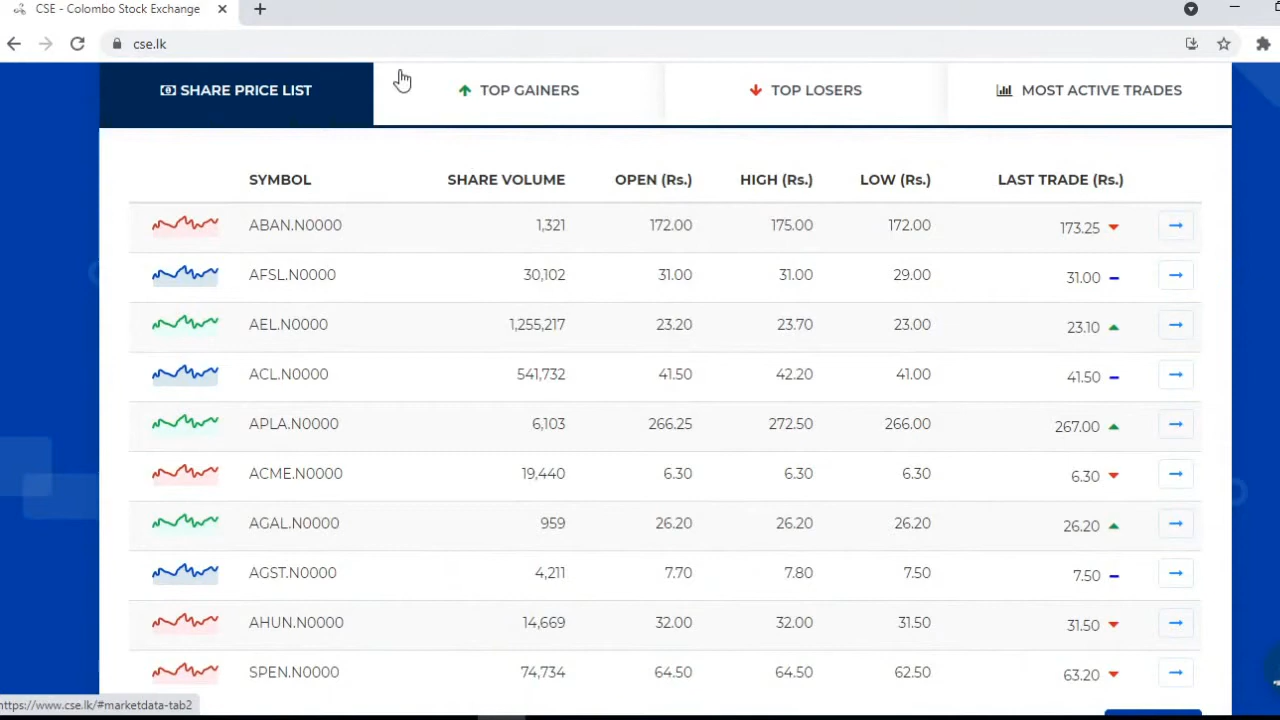 CSE - Colombo Stock Exchange
cse.lk
SHARE PRICE LIST TOP GAINERS TOP LOSERS MOST ACTIVE TRADES
SYMBOL SHARE VOLUME OPEN (Rs.) HIGH (Rs.) LOW (Rs.) LAST TRADE (Rs.)
ABAN.N0000 1,321 172.00 175.00 172.00 173.25
AFSL.N0000 30,102 31.00 31.00 29.00 31.00
AEL.N0000 1,255,217 23.20 23.70 23.00 23.10
ACL.N0000 541,732 41.50 42.20 41.00 41.50
APLA.N0000 6,103 266.25 272.50 266.00 267.00
ACME.N0000 19,440 6.30 6.30 6.30 6.30
AGAL.N0000 959 26.20 26.20 26.20 26.20
AGST.N0000 4,211 7.70 7.80 7.50 7.50
AHUN.N0000 14,669 32.00 32.00 31.50 31.50
SPEN.N0000 74,734 64.50 64.50 62.50 63.20
https://www.cse.lk/#marketdata-tab2